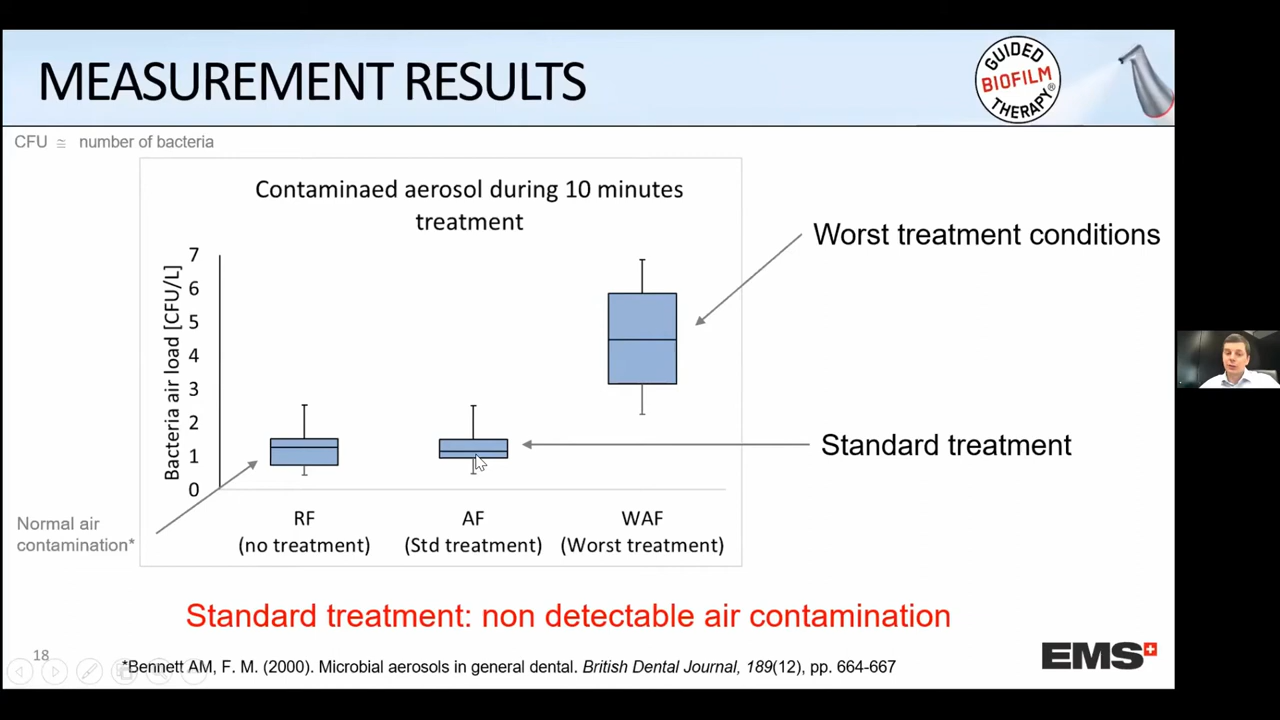 MEASUREMENT RESULTS
GUIDED
BIOFILM
THERAPY®
CFU ≅ number of bacteria
Contaminaed aerosol during 10 minutes
treatment
Worst treatment conditions
Bacteria air load [CFU/L]
7
6
5
4
3
2
1
0
Standard treatment
Normal air
contamination*
RF
(no treatment)
AF
(Std treatment)
WAF
(Worst treatment)
Standard treatment: non detectable air contamination
18
*Bennett AM, F. M. (2000). Microbial aerosols in general dental. British Dental Journal, 189(12), pp. 664-667
EMS